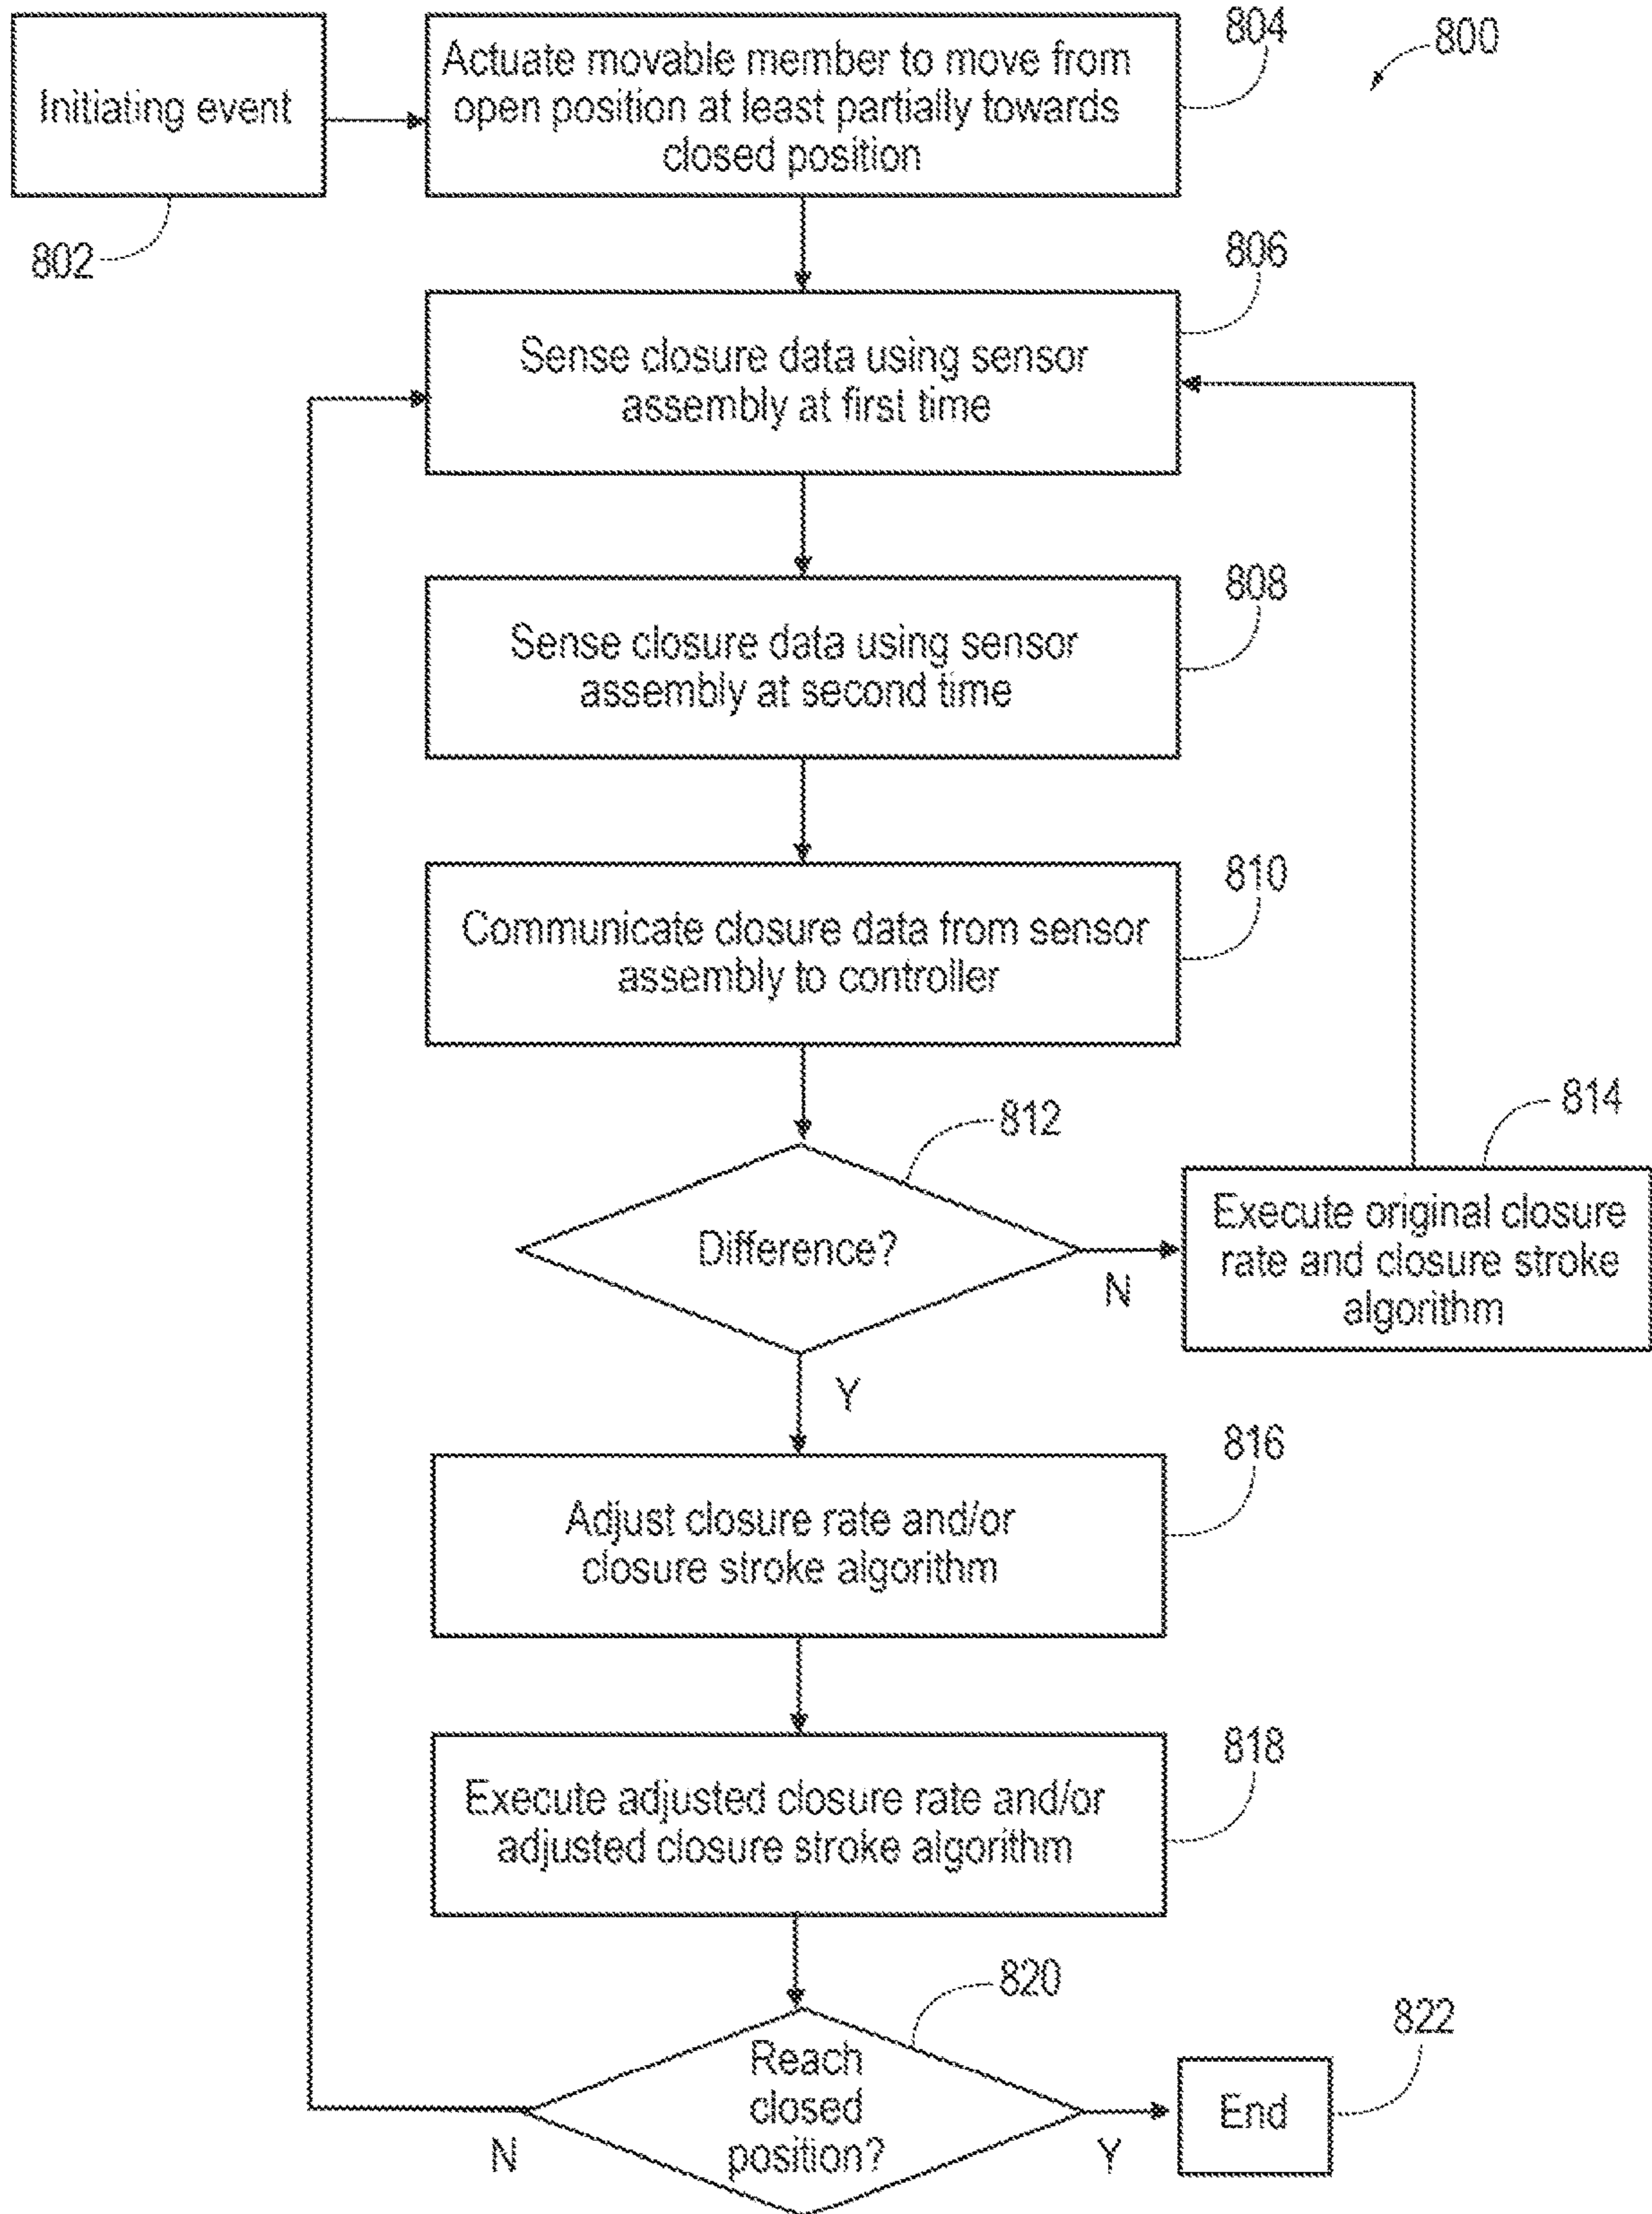 Initiating event
802
Actuate movable member to move from
open position at least partially towards
closed position
804
800
Sense closure data using sensor
assembly at first time
806
Sense closure data using sensor
assembly at second time
808
Communicate closure data from sensor
assembly to controller
810
Difference?
812
N
Y
Execute original closure
rate and closure stroke
algorithm
814
Adjust closure rate and/or
closure stroke algorithm
816
Execute adjusted closure rate and/or
adjusted closure stroke algorithm
818
Reach
closed
position?
820
N
Y
End
822